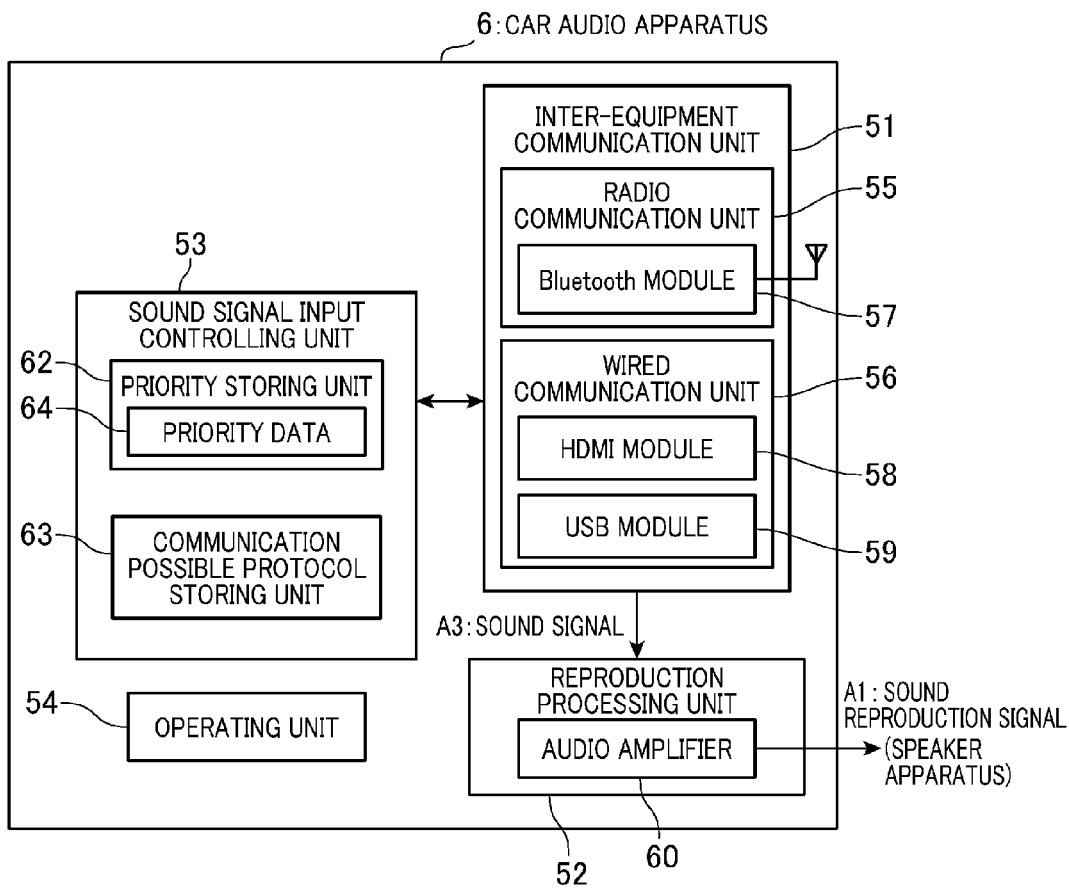 6: CAR AUDIO APPARATUS
INTER-EQUIPMENT
COMMUNICATION UNIT
51
RADIO
COMMUNICATION UNIT
55
Bluetooth MODULE
57
53
SOUND SIGNAL INPUT
CONTROLLING UNIT
62
PRIORITY STORING UNIT
64
PRIORITY DATA
63
COMMUNICATION
POSSIBLE PROTOCOL
STORING UNIT
WIRED
COMMUNICATION UNIT
56
HDMI MODULE
58
USB MODULE
59
A3: SOUND SIGNAL
54
OPERATING UNIT
REPRODUCTION
PROCESSING UNIT
AUDIO AMPLIFIER
A1: SOUND
REPRODUCTION SIGNAL
(SPEAKER
APPARATUS)
52
60